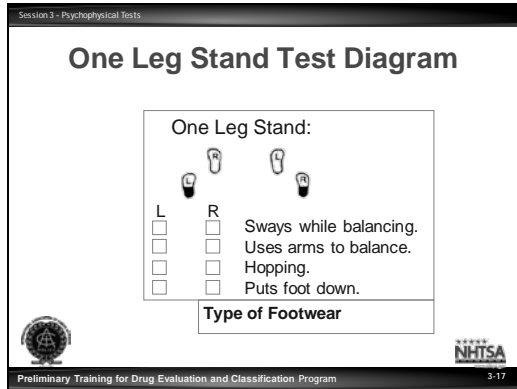 Session 3 - Psychophysical Tests
One Leg Stand Test Diagram
One Leg Stand:
R L
L R
L R
Sways while balancing.
Uses arms to balance.
Hopping.
Puts foot down.
Type of Footwear
NHTSA
Preliminary Training for Drug Evaluation and Classification Program 3-17